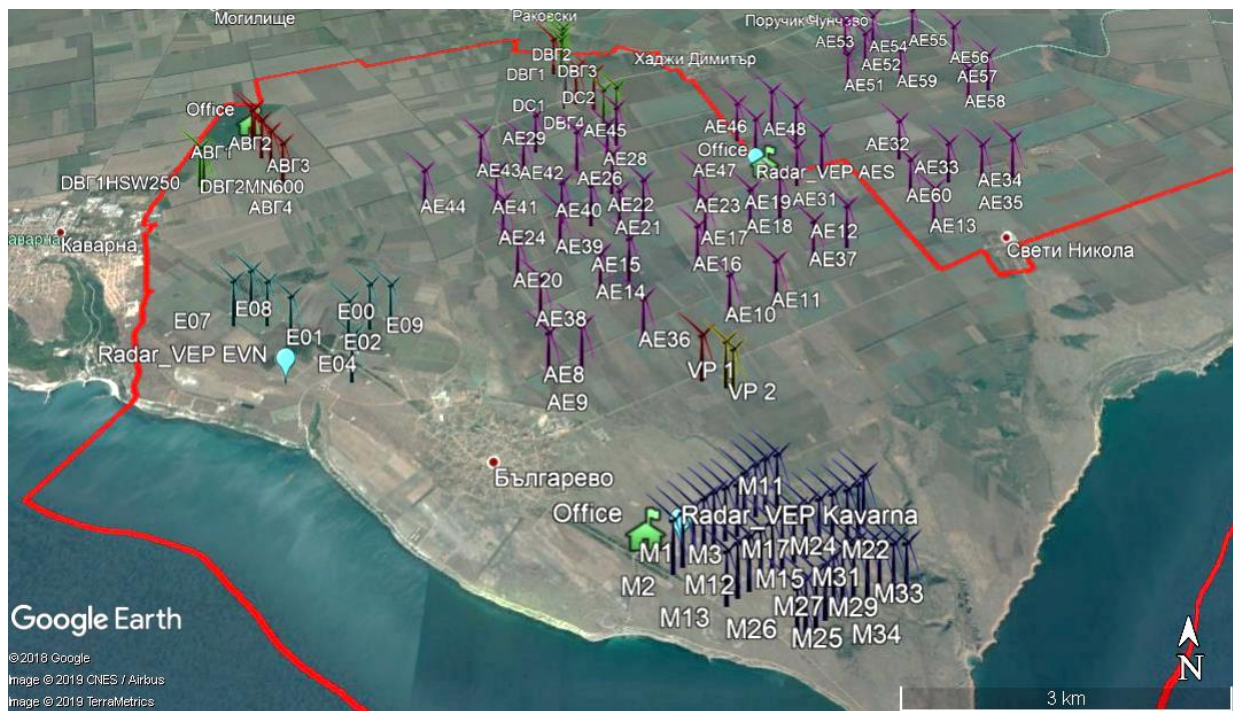 Могилище
Раковски
Поручик Чунчево
AE53
AE54
AE55
AE52
AE56
AE51
AE59
AE57
AE58
DBГ2
DBГ1
DBГ3
Хаджи Димитър
DC1
DC2
DBГ4
Office
ABГ1
ABГ2
ABГ3
ABГ4
DBГ1HSW250
DBГ2MN600
AE29
AE45
AE46
AE48
AE43
AE42
AE28
AE26
AE47
Office
Radar_VEP AES
AE32
AE33
AE34
AE60
AE35
AE13
AE44
AE41
AE40
AE22
AE21
AE23
AE19
AE31
AE18
AE12
AE24
AE39
AE17
AE37
Каварна
Свети Никола
AE20
AE15
AE14
AE16
AE10
AE11
AE38
AE36
AE8
AE9
E07
E08
E00
E09
E01
E02
E04
Radar_VEP EVN
VP 1
VP 2
Българево
Office
M11
Radar_VEP Kavarna
M1
M3
M17
M24
M22
M2
M12
M15
M31
M33
M13
M27
M29
M26
M25
M34
Google Earth
© 2018 Google
Image © 2019 CNES / Airbus
Image © 2019 TerraMetrics
N
3 km